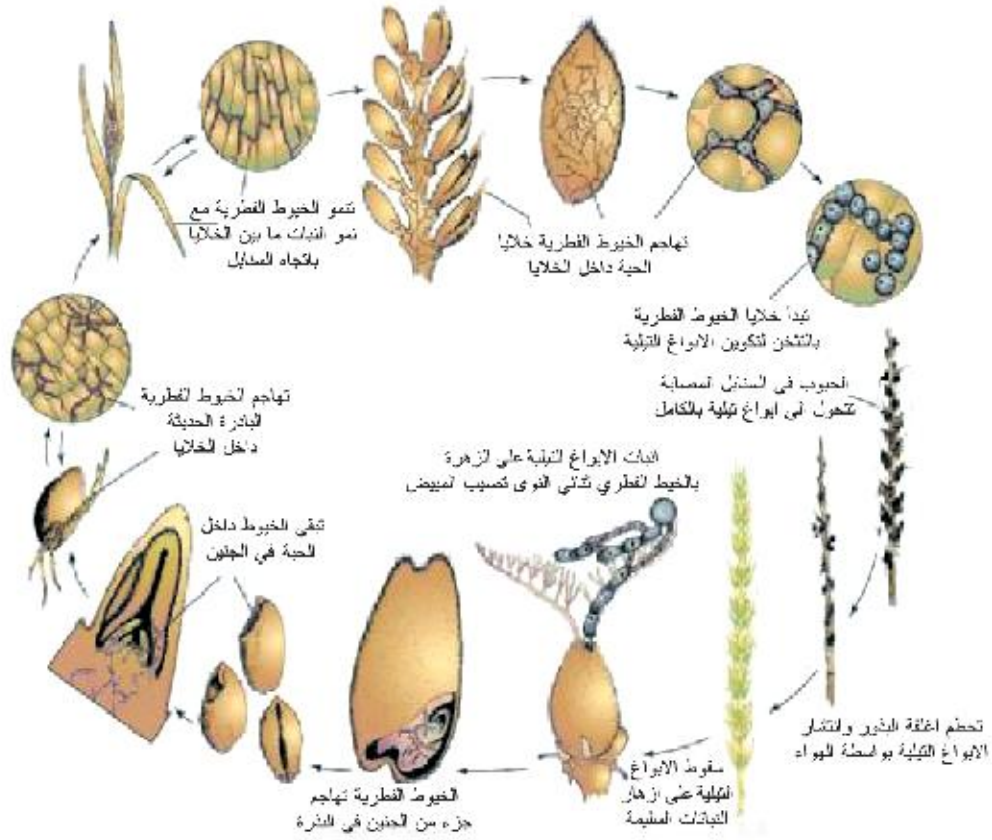 تنمو الخيوط الفطرية مع
نمو النبات ما بين الخلايا
باتجاه السنابل
تهاجم الخيوط الفطرية خلايا
الحبة داخل الخلايا
تبدأ خلايا الخيوط الفطرية
بالتثخن لتكوين الابواغ التيلية
الحبوب في السنابل المصابة
تتحول الى ابواغ تيلية بالكامل
تحطم اغلفة البذور وانتشار
الابواغ التيلية بواسطة الهواء
سقوط الابواغ
التيلية على ازهار
النباتات السليمة
انبات الابواغ التيلية على الزهرة
بالخيط الفطري ثنائي النوى تصيب المبيض
الخيوط الفطرية تهاجم
جزء من الجنين في البذرة
تبقى الخيوط داخل
الحبة في الجنين
تهاجم الخيوط الفطرية
البادرة الحديثة
داخل الخلايا